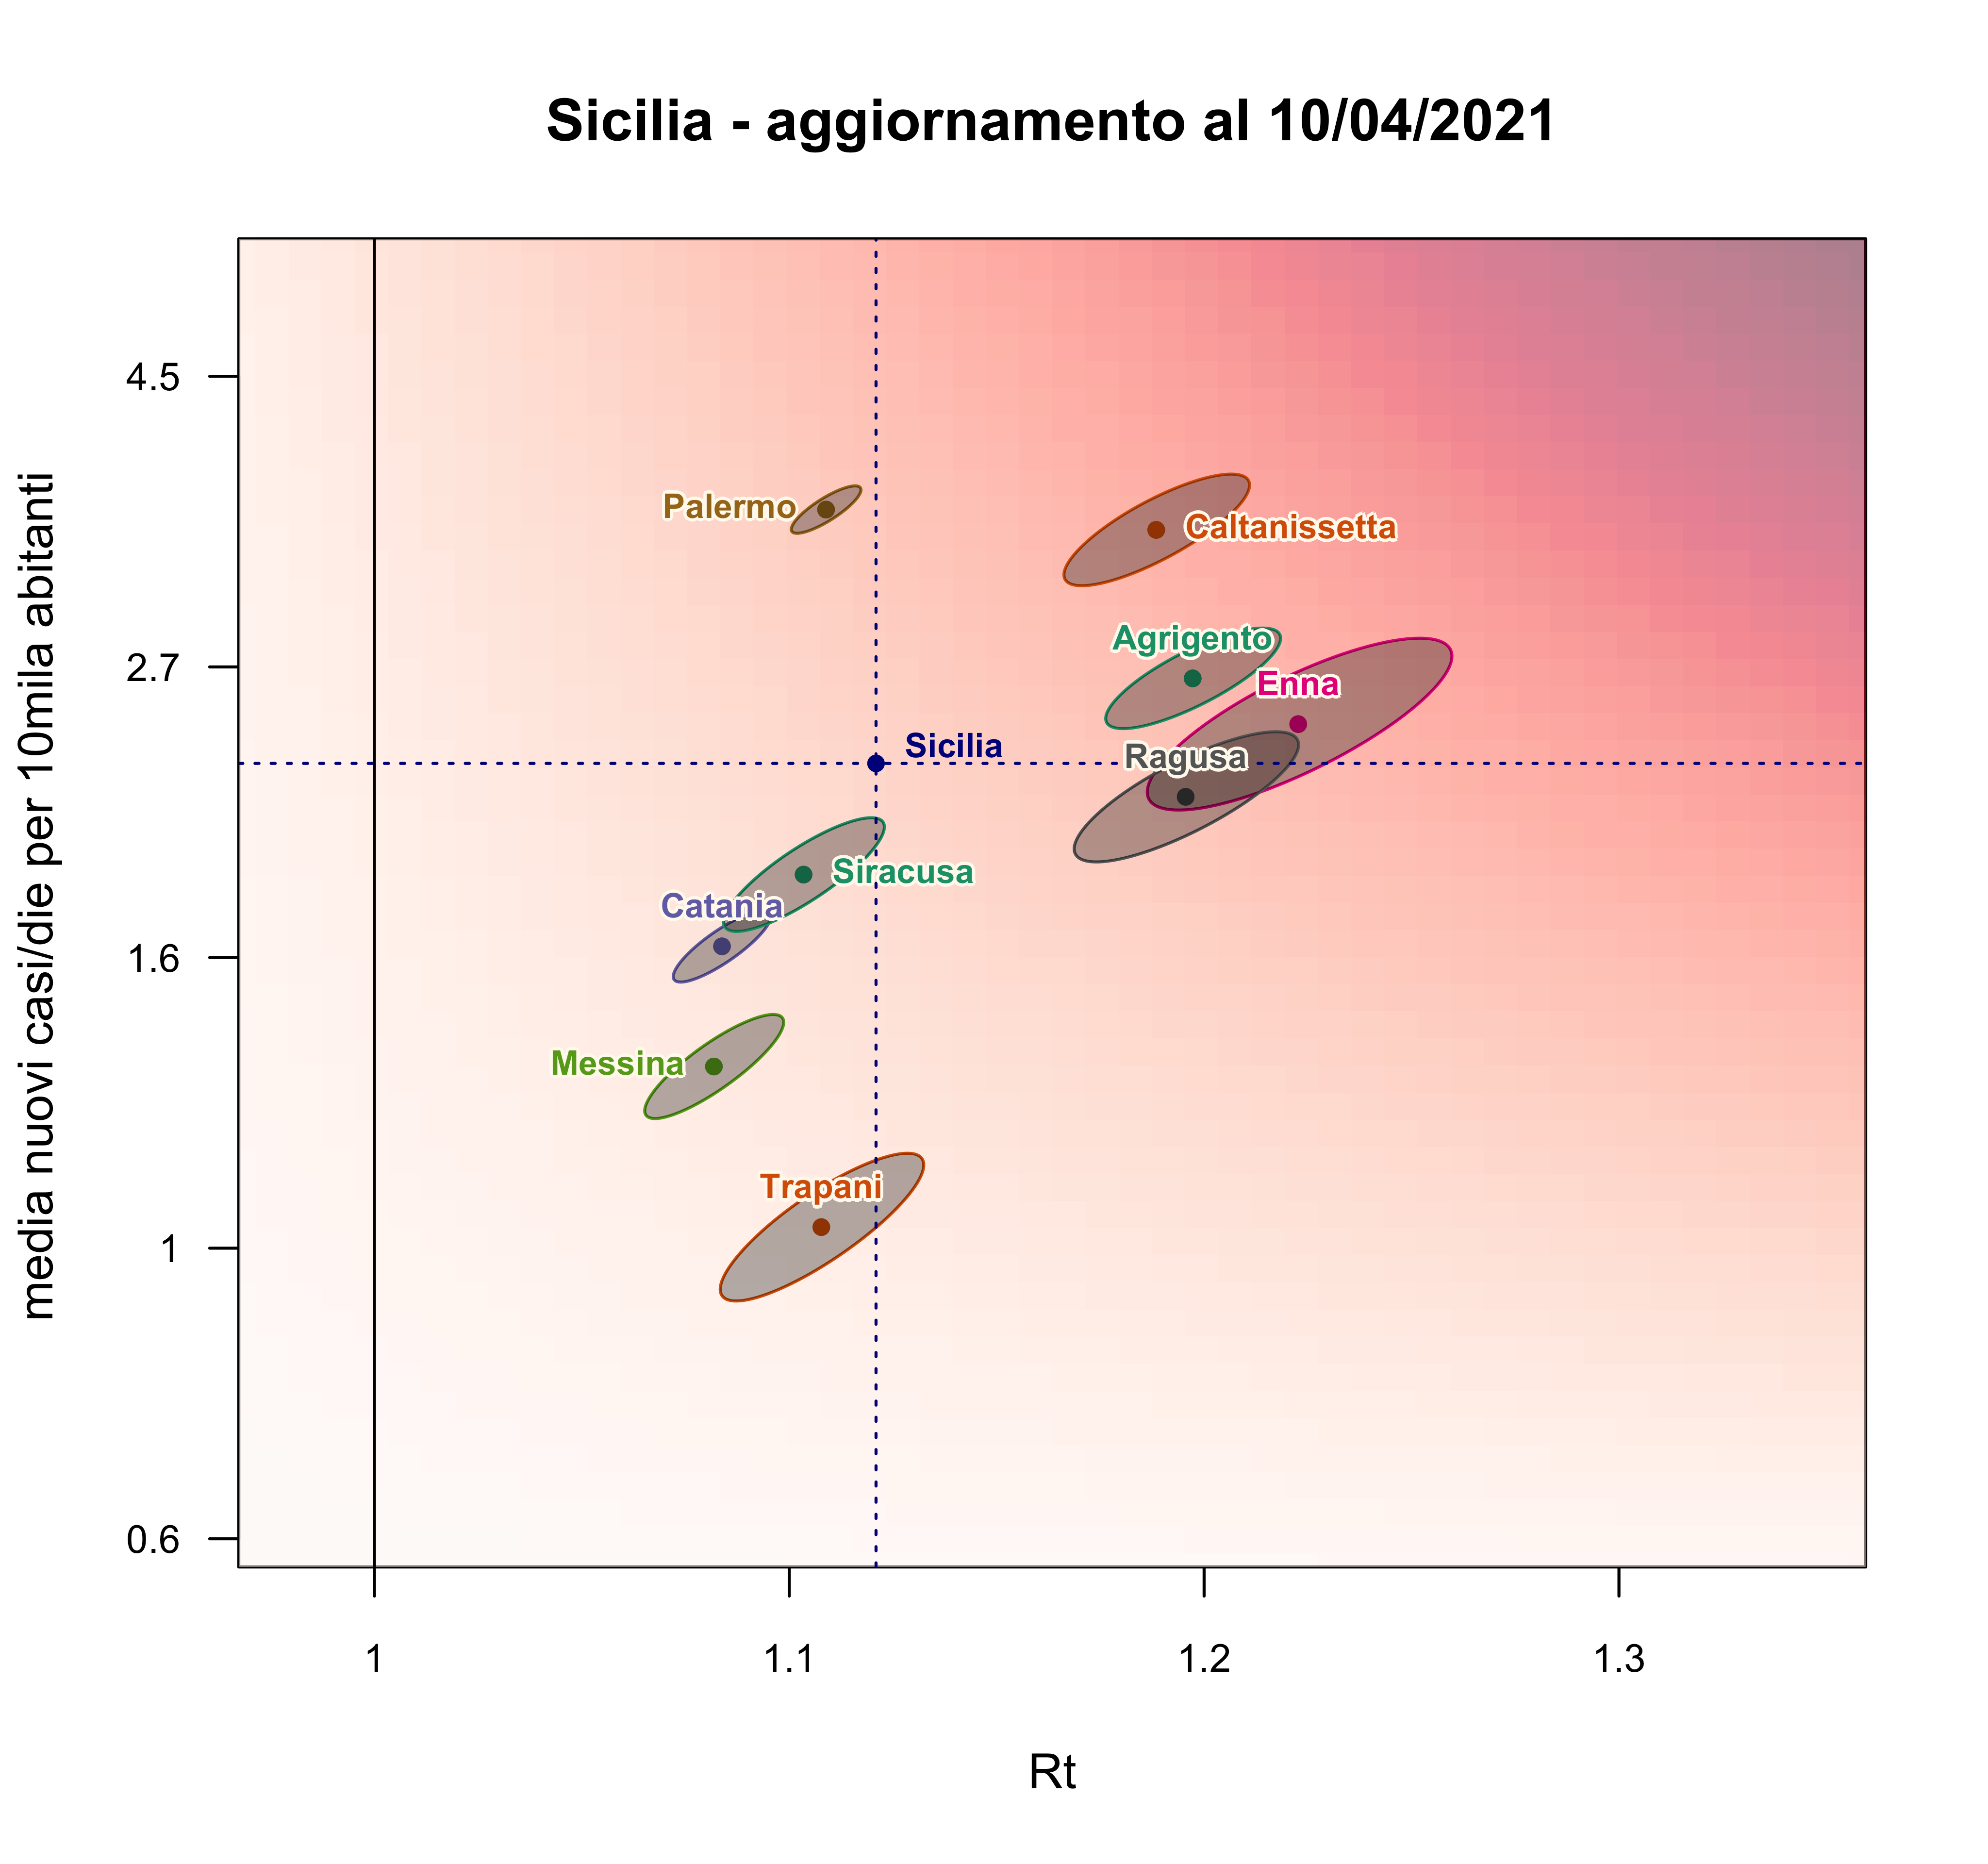 Sicilia - aggiornamento al 10/04/2021
media nuovi casi/die per 10mila abitanti
4.5
2.7
1.6
1
0.6
Palermo
Caltanissetta
Agrigento
Enna
Sicilia
Ragusa
Siracusa
Catania
Messina
Trapani
1
1.1
1.2
1.3
Rt